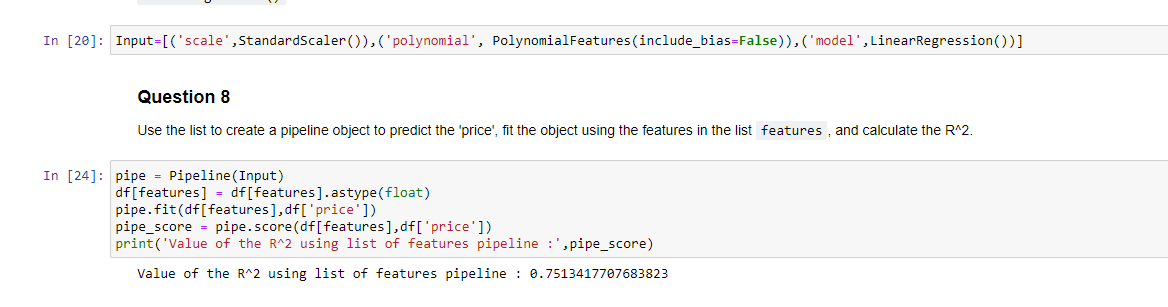 In [20]: Input=[('scale',StandardScaler()),('polynomial', PolynomialFeatures(include_bias=False)),('model',LinearRegression())]
Question 8
Use the list to create a pipeline object to predict the 'price', fit the object using the features in the list features , and calculate the R^2.
In [24]: pipe = Pipeline(Input)
df[features] = df[features].astype(float)
pipe.fit(df[features],df['price'])
pipe_score = pipe.score(df[features],df['price'])
print('Value of the R^2 using list of features pipeline :',pipe_score)
Value of the R^2 using list of features pipeline : 0.7513417707683823